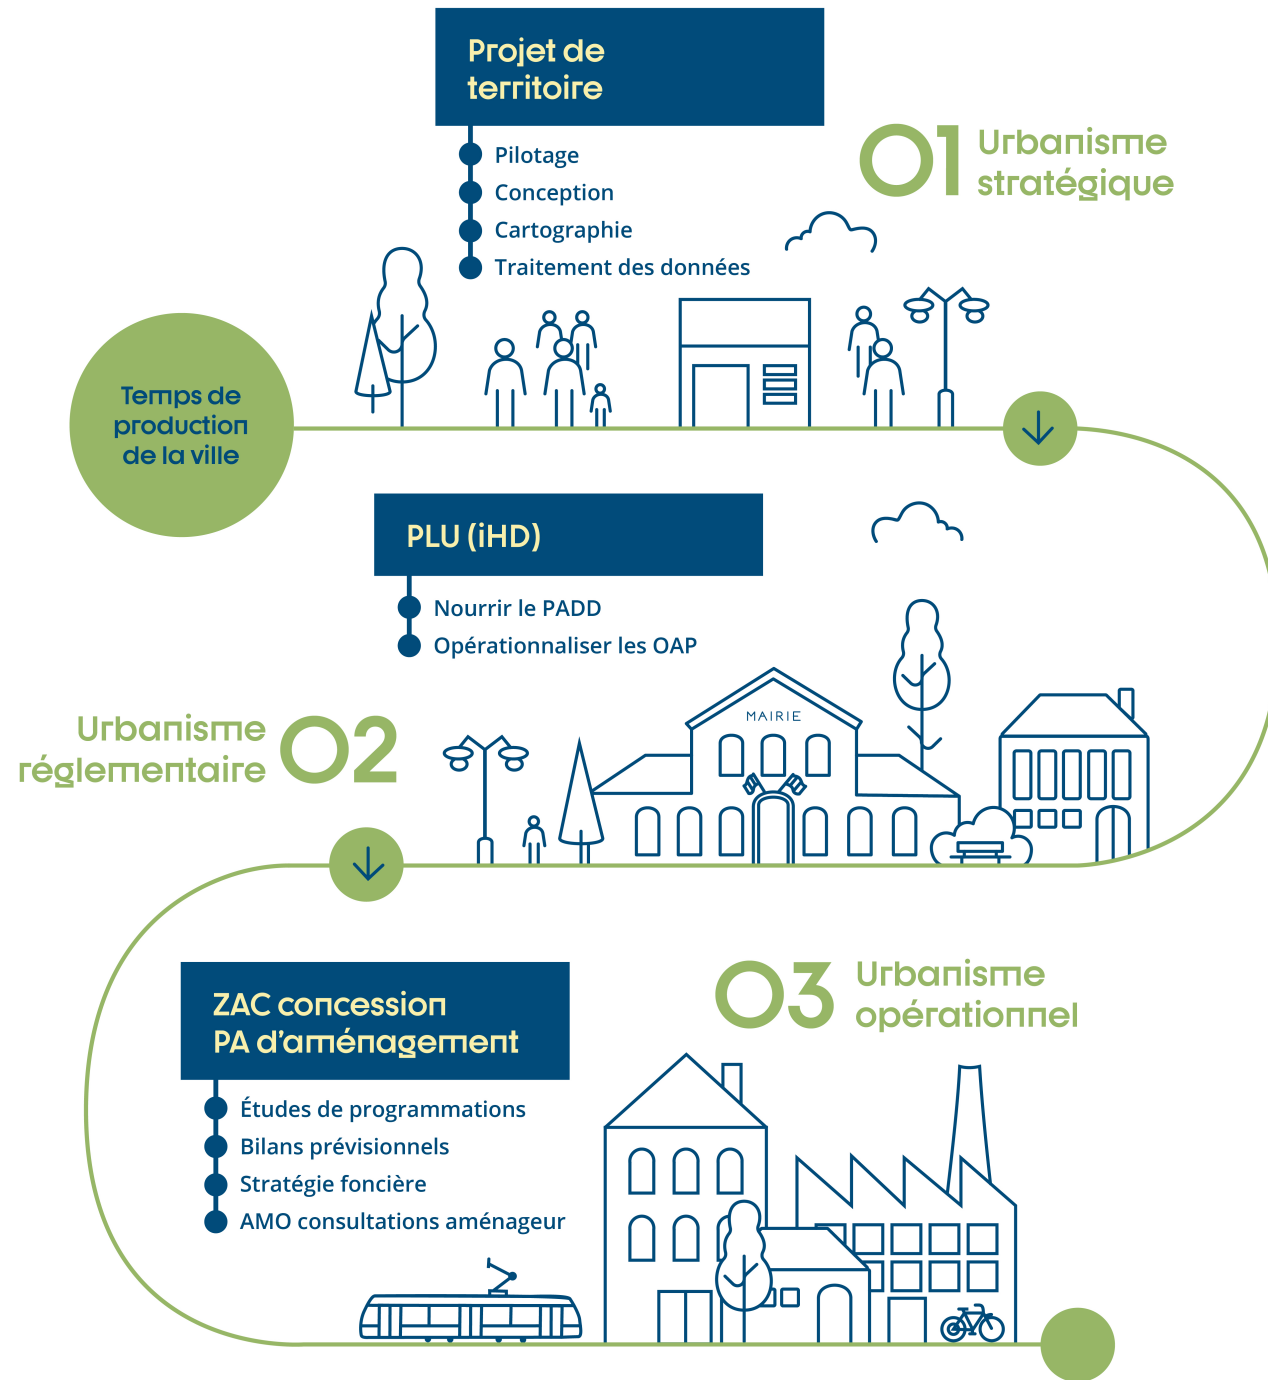 Projet de
territoire
Pilotage
Conception
Cartographie
Traitement des données
01 Urbanisme
stratégique
Temps de
production
de la ville
PLU (iHD)
Nourrir le PADD
Opérationnaliser les OAP
MAIRIE
Urbanisme
réglementaire 02
ZAC concession
PA d'aménagement
Études de programmations
Bilans prévisionnels
Stratégie foncière
AMO consultations aménageur
03 Urbanisme
opérationnel